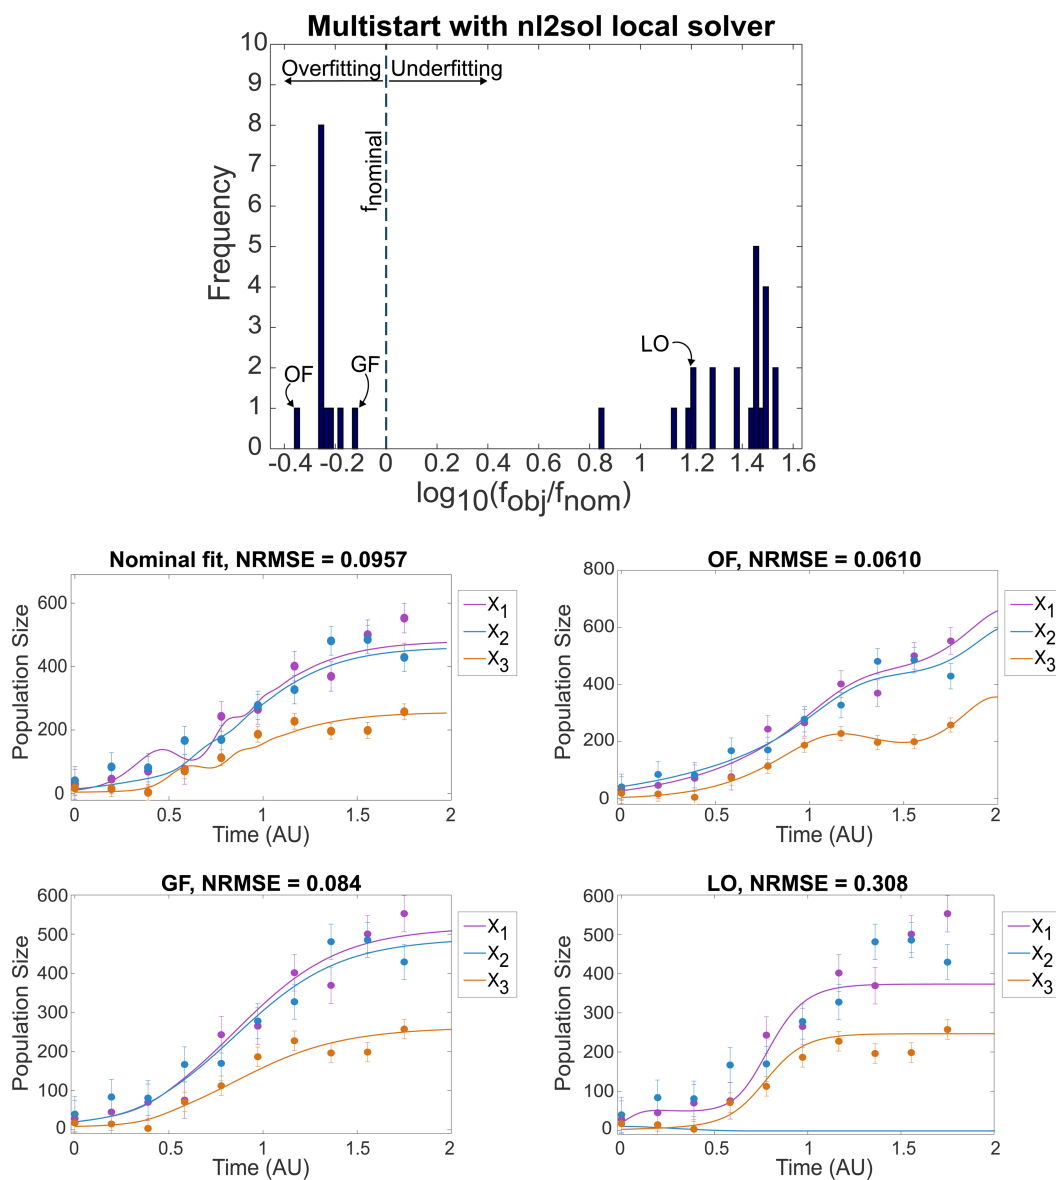 Multistart with nl2sol local solver
10
9
8
7
6
5
4
3
2
1
0
Frequency
Overfitting
Underfitting
fnominal
OF
GF
LO
-0.4 -0.2 0 0.2 0.4 0.6 0.8 1 1.2 1.4 1.6
log10(fobj/fnom)
Nominal fit, NRMSE = 0.0957
600
400
200
0
Population Size
0 0.5 1 1.5 2
Time (AU)
X1
X2
X3
OF, NRMSE = 0.0610
800
600
400
200
0
Population Size
0 0.5 1 1.5 2
Time (AU)
X1
X2
X3
GF, NRMSE = 0.084
600
500
400
300
200
100
0
Population Size
0 0.5 1 1.5 2
Time (AU)
X1
X2
X3
LO, NRMSE = 0.308
600
500
400
300
200
100
0
Population Size
0 0.5 1 1.5 2
Time (AU)
X1
X2
X3